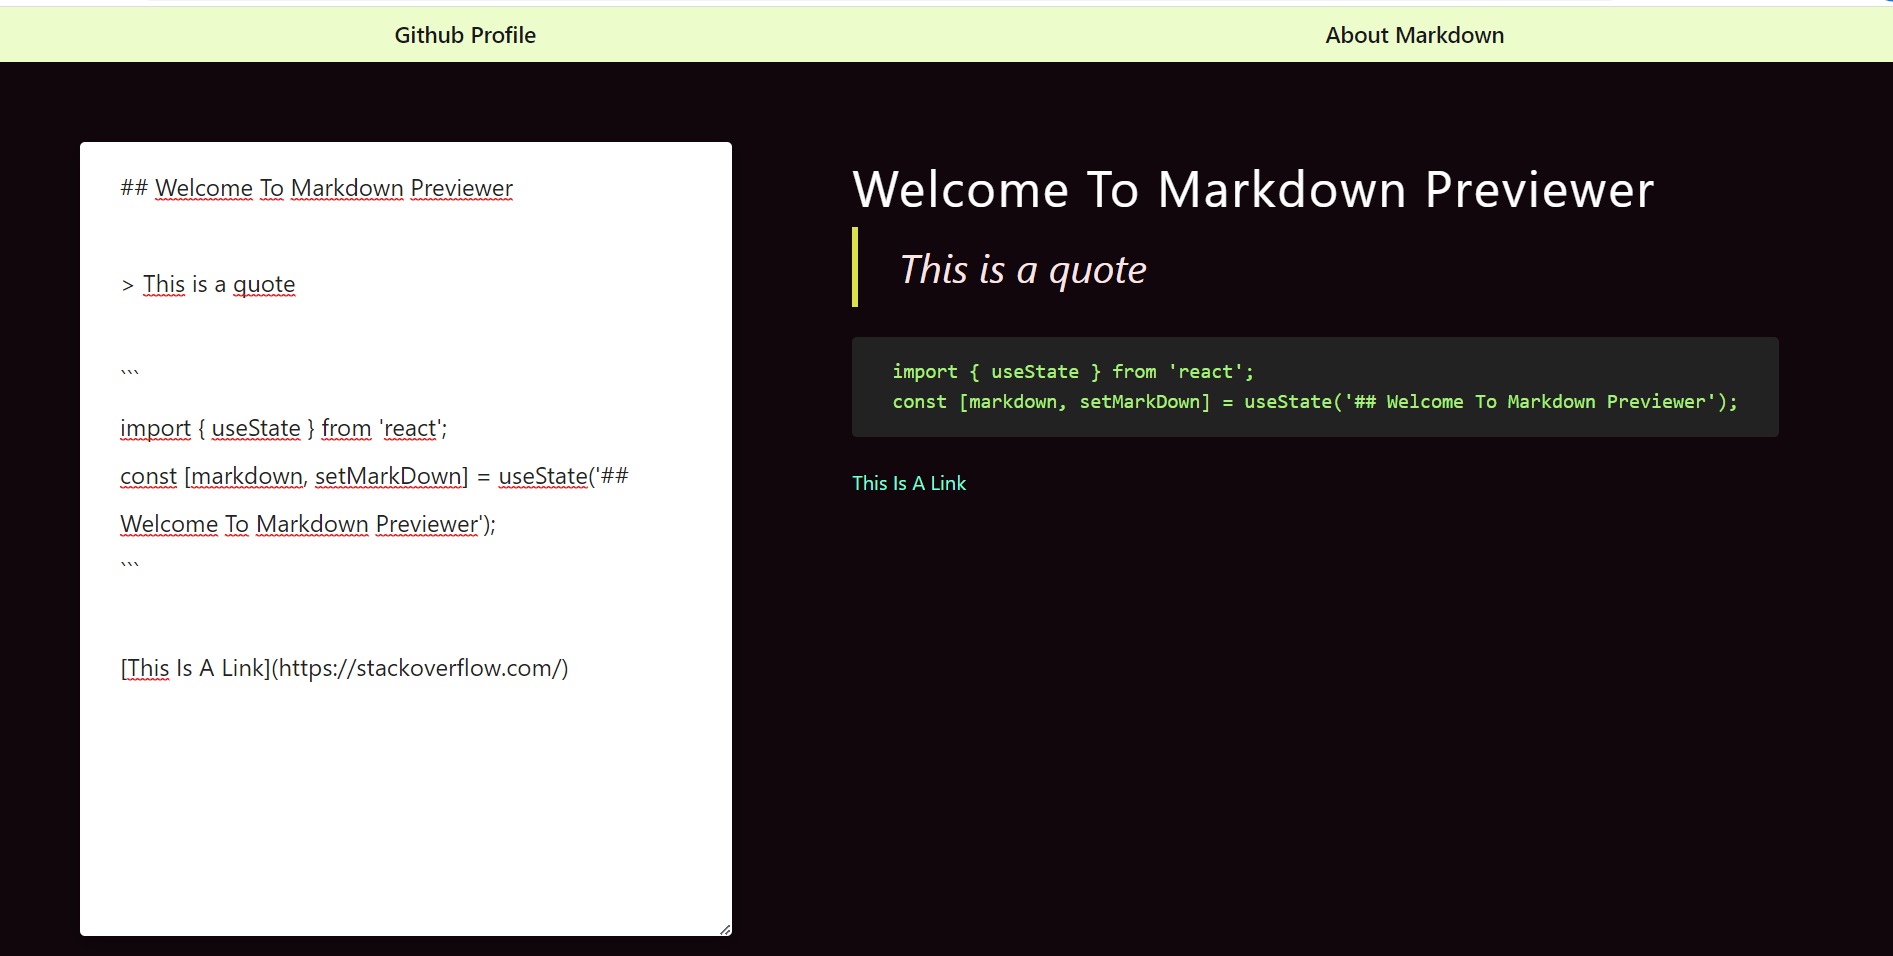 Github Profile
About Markdown
## Welcome To Markdown Previewer
> This is a quote
```
import { useState } from 'react';
const [markdown, setMarkDown] = useState('##
Welcome To Markdown Previewer');
```
[This Is A Link](https://stackoverflow.com/)
Welcome To Markdown Previewer
This is a quote
import { useState } from 'react';
const [markdown, setMarkDown] = useState('## Welcome To Markdown Previewer');
This Is A Link